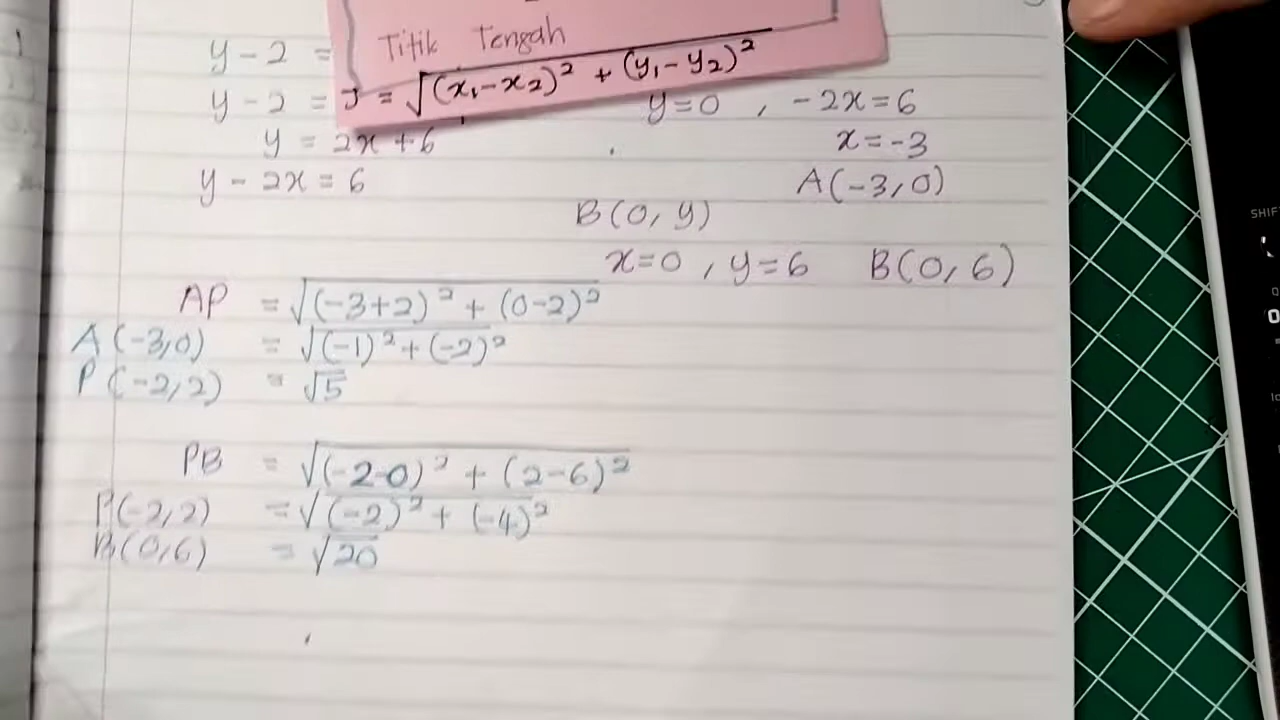 Titik Tengah
J = √(x₁-x₂)² + (y₁-y₂)²
y - 2 =
y - 2 =
y = 2x + 6
y - 2x = 6
y=0 , -2x=6
x=-3
A(-3,0)
B(0,y)
x=0 , y=6 B(0,6)
AP = √(-3+2)² + (0-2)²
A(-3,0) = √(-1)² + (-2)²
P(-2,2) = √5
PB = √(-2-0)² + (2-6)²
P(-2,2) = √(-2)² + (-4)²
B(0,6) = √20
SHIF